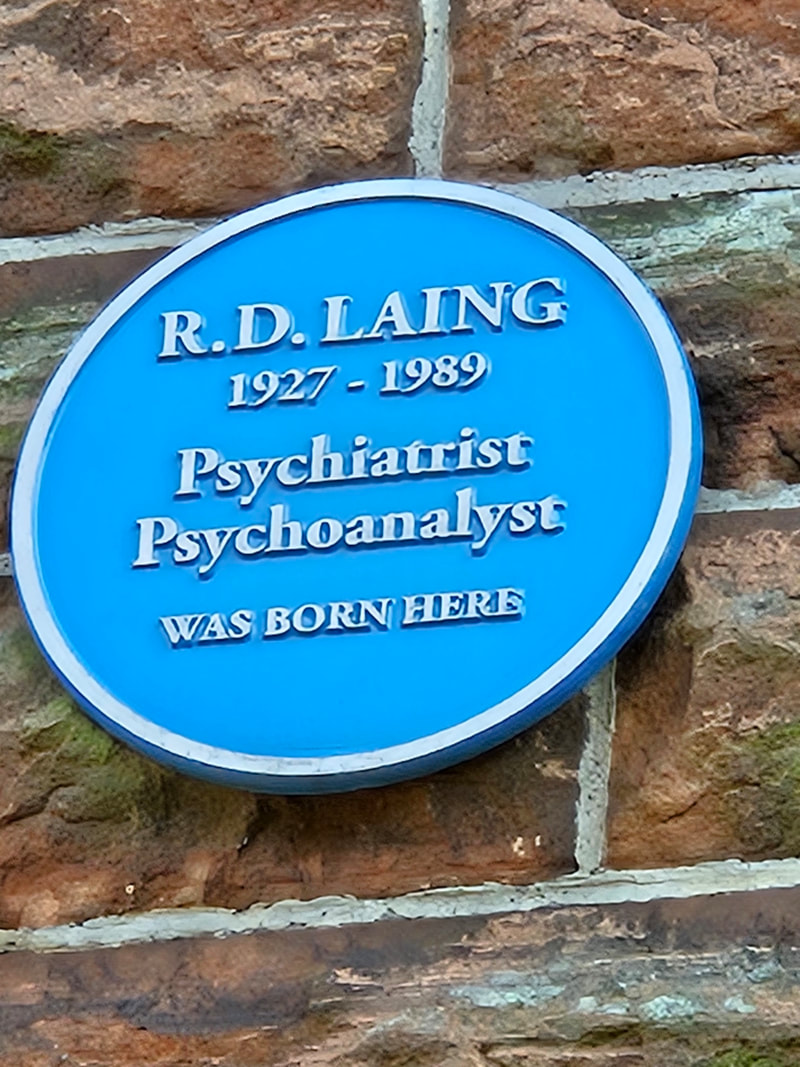 R.D. LAING
1927 - 1989
Psychiatrist
Psychoanalyst
WAS BORN HERE